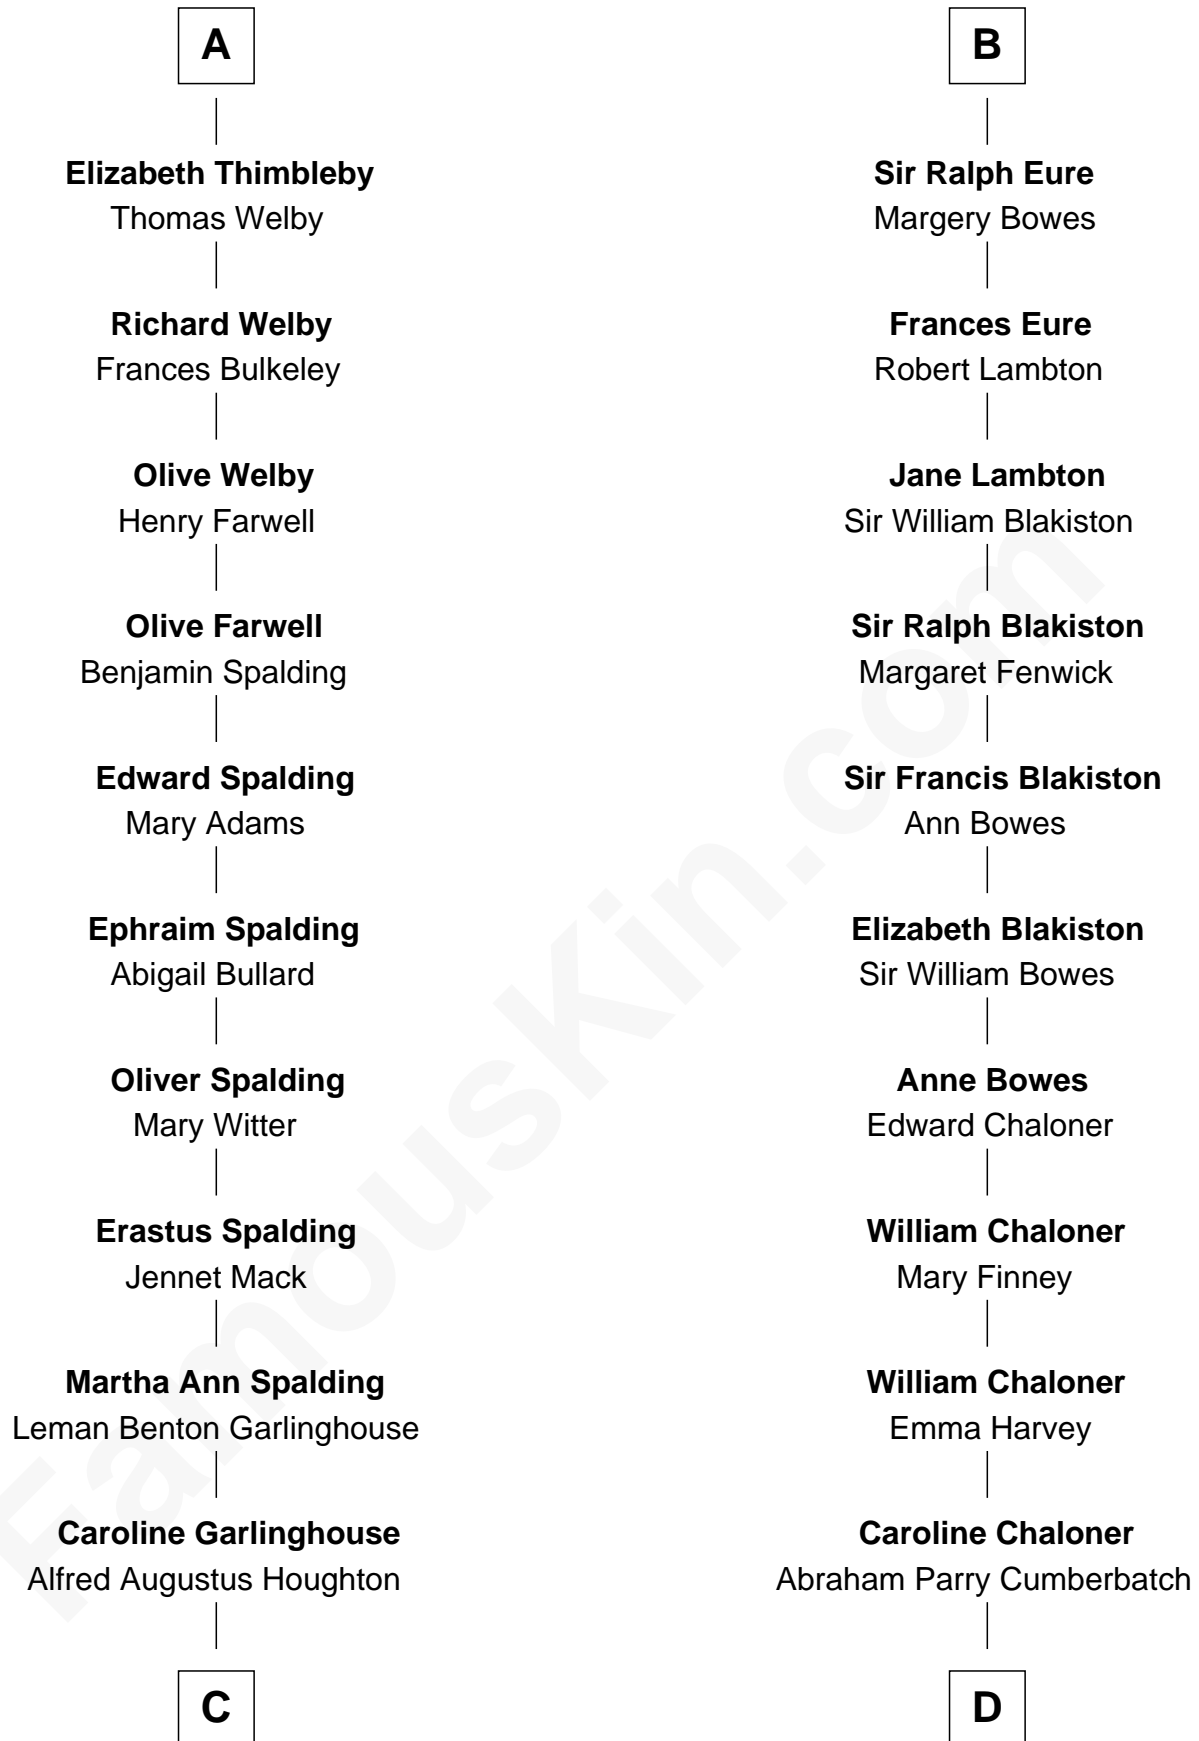 A
Elizabeth Thimbleby
Thomas Welby
Richard Welby
Frances Bulkeley
Olive Welby
Henry Farwell
Olive Farwell
Benjamin Spalding
Edward Spalding
Mary Adams
Ephraim Spalding
Abigail Bullard
Oliver Spalding
Mary Witter
Erastus Spalding
Jennet Mack
Martha Ann Spalding
Leman Benton Garlinghouse
Caroline Garlinghouse
Alfred Augustus Houghton
C
B
Sir Ralph Eure
Margery Bowes
Frances Eure
Robert Lambton
Jane Lambton
Sir William Blakiston
Sir Ralph Blakiston
Margaret Fenwick
Sir Francis Blakiston
Ann Bowes
Elizabeth Blakiston
Sir William Bowes
Anne Bowes
Edward Chaloner
William Chaloner
Mary Finney
William Chaloner
Emma Harvey
Caroline Chaloner
Abraham Parry Cumberbatch
D
FamousKin.com